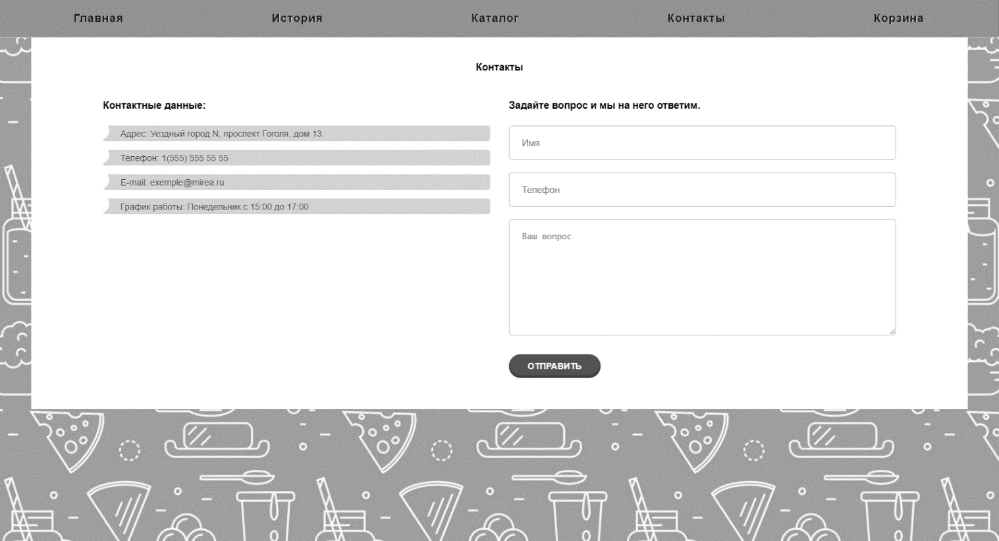 Главная
История
Каталог
Контакты
Корзина
Контакты
Контактные данные:
Адрес: Уездный город N, проспект Гоголя, дом 13.
Телефон: 1(555) 555 55 55
E-mail: exemple@mirea.ru
График работы: Понедельник с 15:00 до 17:00
Задайте вопрос и мы на него ответим.
Имя
Телефон
Ваш вопрос
ОТПРАВИТЬ